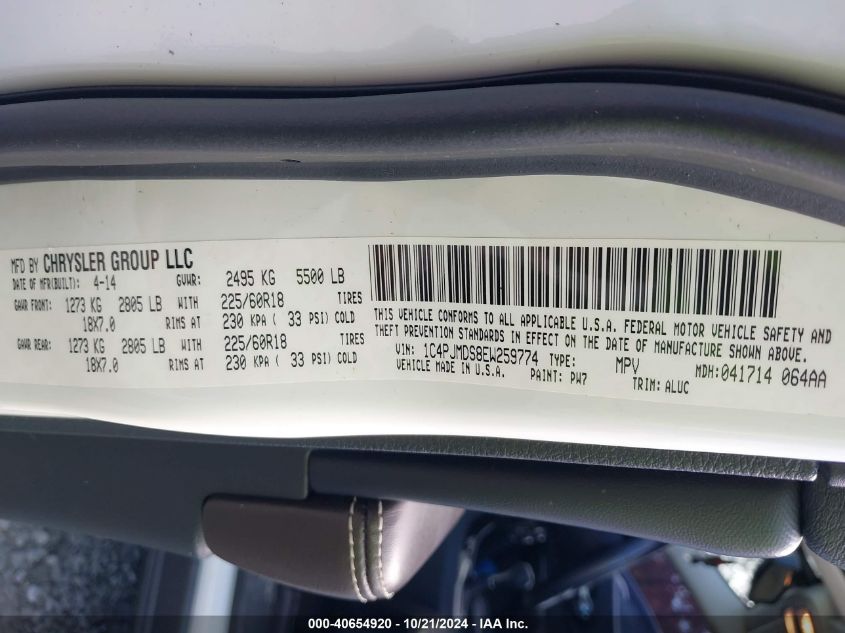 MFD BY CHRYSLER GROUP LLC
DATE OF MFR(BUILT): 4-14 GVWR: 2495 KG 5500 LB
GAWR FRONT: 1273 KG 2805 LB WITH 225/60R18 TIRES
18X7.0 RIMS AT 230 KPA ( 33 PSI) COLD
GAWR REAR: 1273 KG 2805 LB WITH 225/60R18 TIRES
18X7.0 RIMS AT 230 KPA ( 33 PSI) COLD
THIS VEHICLE CONFORMS TO ALL APPLICABLE U.S.A. FEDERAL MOTOR VEHICLE SAFETY AND
THEFT PREVENTION STANDARDS IN EFFECT ON THE DATE OF MANUFACTURE SHOWN ABOVE.
VIN: 1C4PJMDS8EW259774 TYPE: MPV MDH:041714 064AA
VEHICLE MADE IN U.S.A. PAINT: PW7 TRIM: ALUC
000-40654920 - 10/21/2024 - IAA Inc.